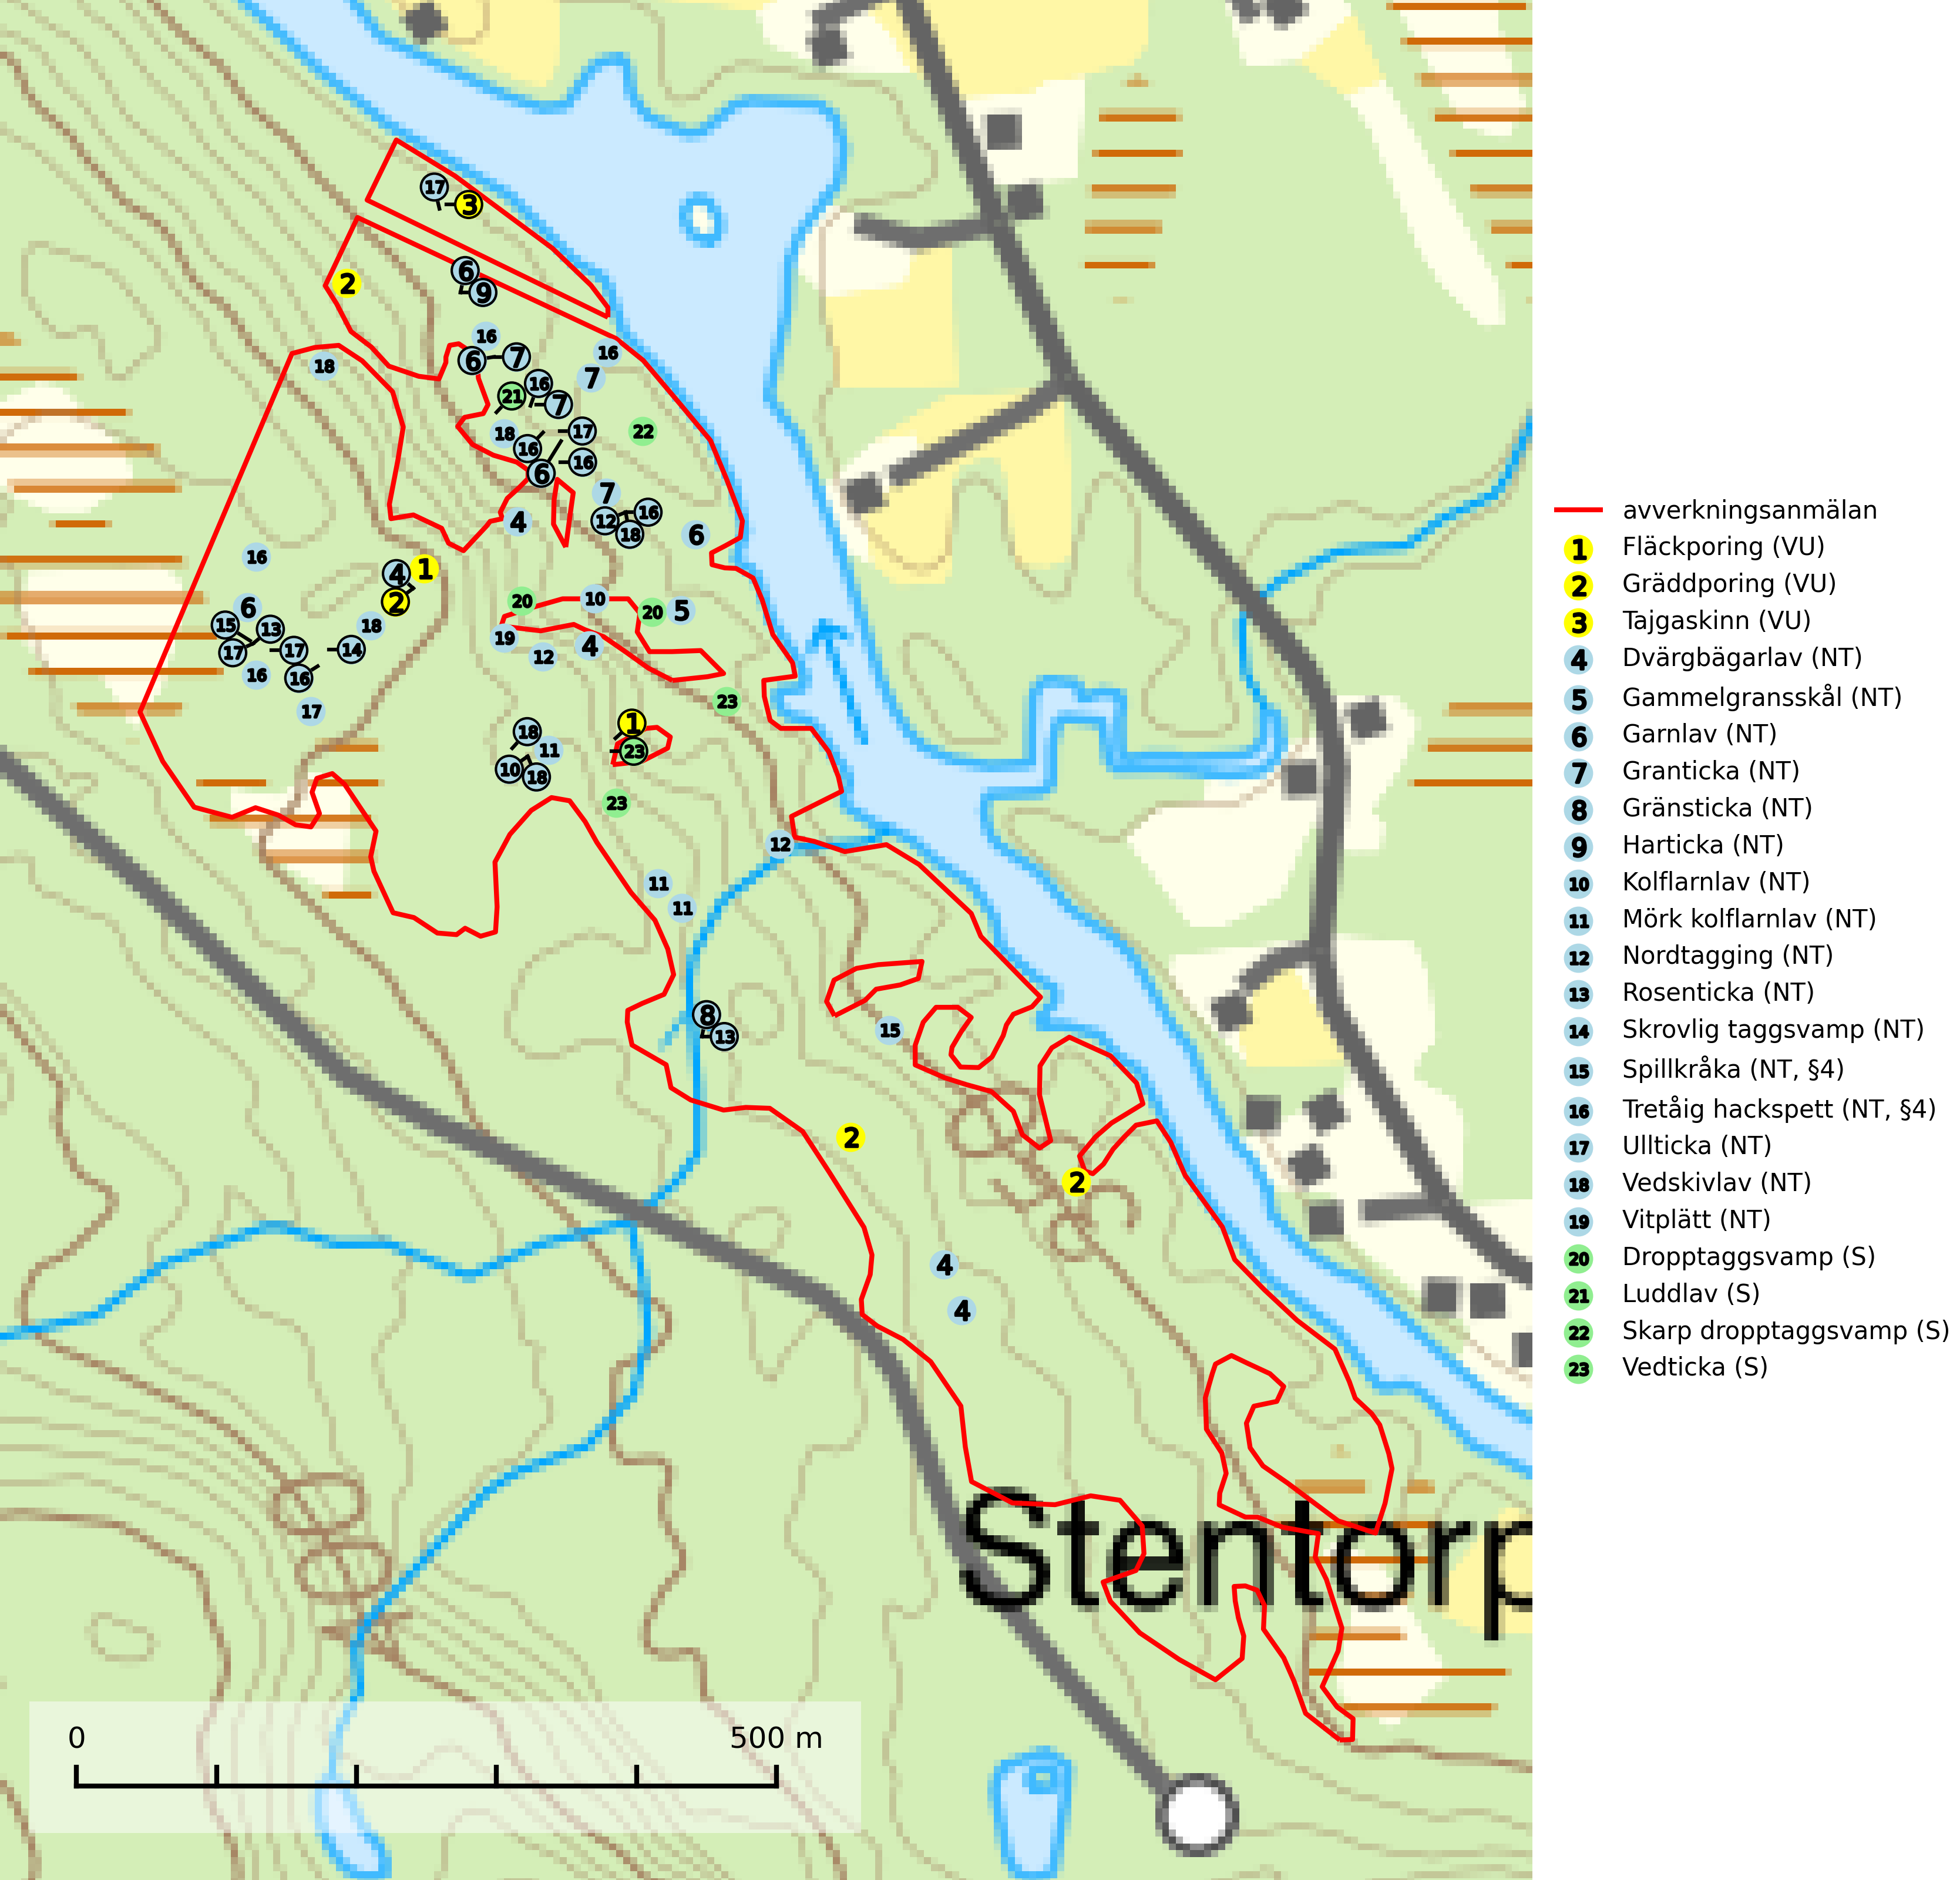 17
3
2
6
9
16
6
7
16
18
7
16
21
7
18
17
22
16
16
6
7
16
12
4
18
6
16
4
1
2
20
10
20
5
6
15
13
18
19
4
17
17
14
12
16
16
17
23
18
1
11
23
10
18
23
12
11
11
8
13
15
2
2
4
4
Stentorp
0
500 m
avverkningsanmälan
1 Fläckporing (VU)
2 Gräddporing (VU)
3 Tajgaskinn (VU)
4 Dvärgbägarlav (NT)
5 Gammelgransskål (NT)
6 Garnlav (NT)
7 Granticka (NT)
8 Gränsticka (NT)
9 Harticka (NT)
10 Kolflarnlav (NT)
11 Mörk kolflarnlav (NT)
12 Nordtagging (NT)
13 Rosenticka (NT)
14 Skrovlig taggsvamp (NT)
15 Spillkråka (NT, §4)
16 Tretåig hackspett (NT, §4)
17 Ullticka (NT)
18 Vedskivlav (NT)
19 Vitplätt (NT)
20 Dropptaggsvamp (S)
21 Luddlav (S)
22 Skarp dropptaggsvamp (S)
23 Vedticka (S)